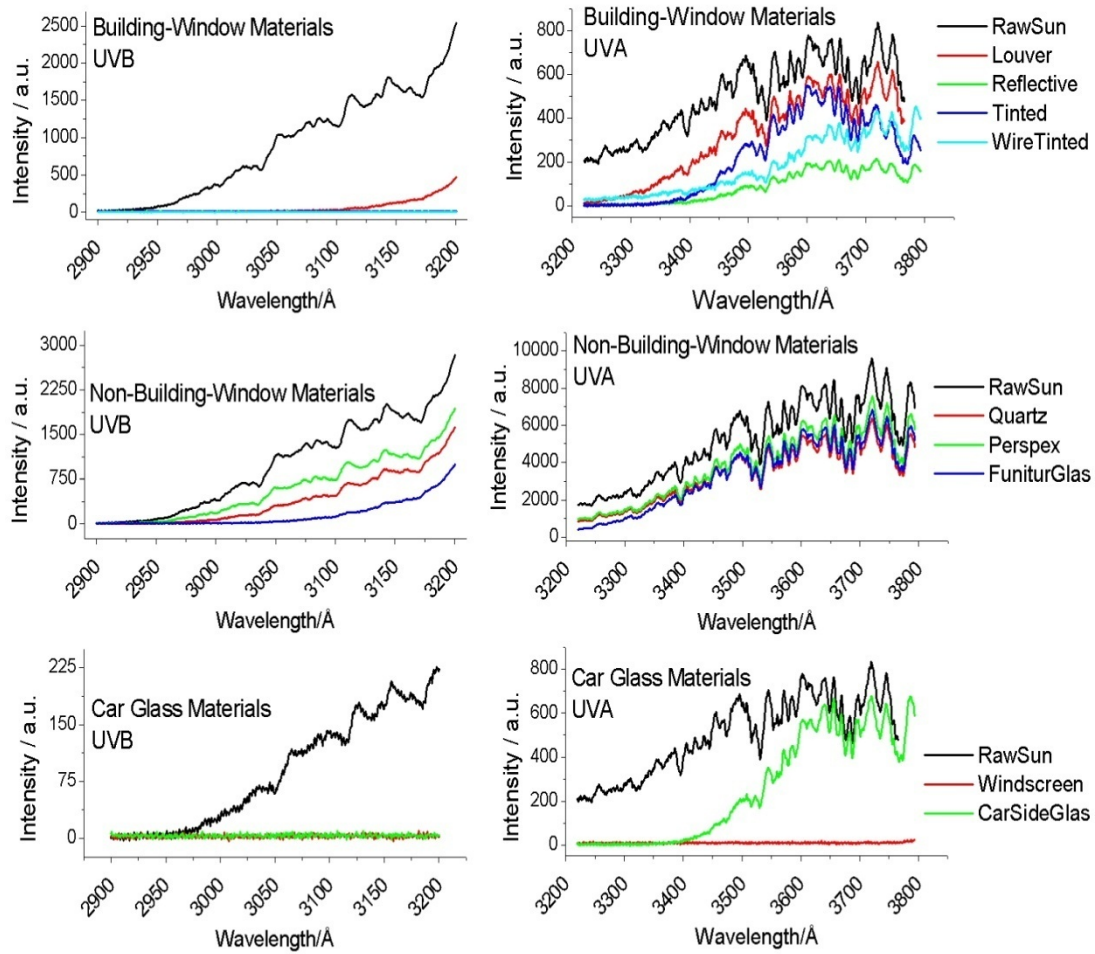 Building-Window Materials
UVB
Intensity / a.u.
2500
2000
1500
1000
500
0
2900
2950
3000
3050
3100
3150
3200
Wavelength/Å
Building-Window Materials
UVA
Intensity / a.u.
800
600
400
200
0
3200
3300
3400
3500
3600
3700
3800
Wavelength/Å
RawSun
Louver
Reflective
Tinted
WireTinted
Non-Building-Window Materials
UVB
Intensity / a.u.
3000
2250
1500
750
0
2900
2950
3000
3050
3100
3150
3200
Wavelength/Å
Non-Building-Window Materials
UVA
Intensity / a.u.
10000
8000
6000
4000
2000
0
3200
3300
3400
3500
3600
3700
3800
Wavelength/Å
RawSun
Quartz
Perspex
FuniturGlas
Car Glass Materials
UVB
Intensity / a.u.
225
150
75
0
2900
2950
3000
3050
3100
3150
3200
Wavelength/Å
Car Glass Materials
UVA
Intensity / a.u.
800
600
400
200
0
3200
3300
3400
3500
3600
3700
3800
Wavelength/Å
RawSun
Windscreen
CarSideGlas